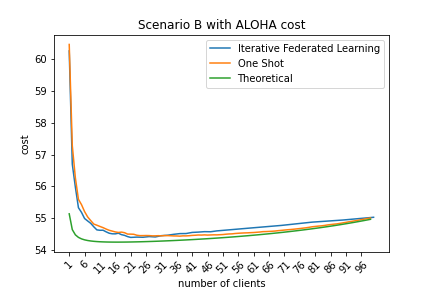 Scenario B with ALOHA cost
Iterative Federated Learning
One Shot
Theoretical
cost
60
59
58
57
56
55
54
1 6 11 16 21 26 31 36 41 46 51 56 61 66 71 76 81 86 91 96
number of clients